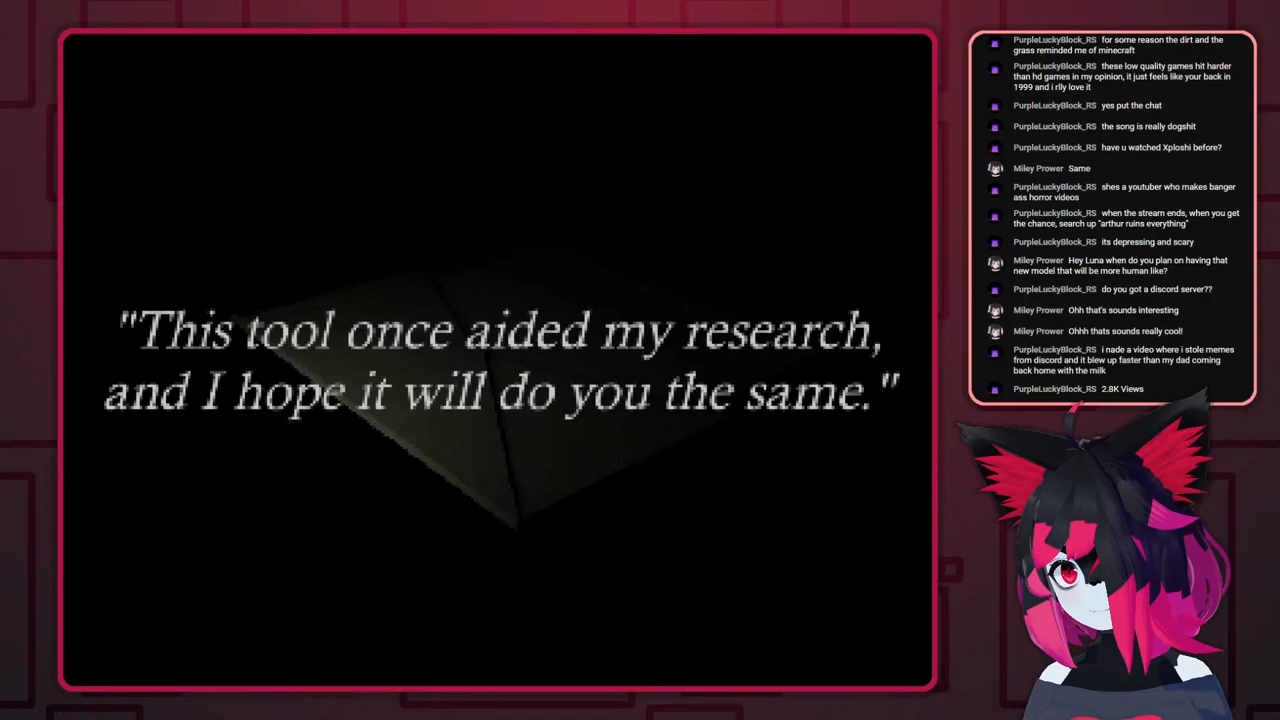 "This tool once aided my research,
and I hope it will do you the same."
PurpleLuckyBlock_RS for some reason the dirt and the
grass reminded me of minecraft
PurpleLuckyBlock_RS these low quality games hit harder
than hd games in my opinion, it just feels like your back in
1999 and i rlly love it
PurpleLuckyBlock_RS yes put the chat
PurpleLuckyBlock_RS the song is really dogshit
PurpleLuckyBlock_RS have u watched Xploshi before?
Miley Prower Same
PurpleLuckyBlock_RS shes a youtuber who makes banger
ass horror videos
PurpleLuckyBlock_RS when the stream ends, when you get
the chance, search up "arthur ruins everything"
PurpleLuckyBlock_RS its depressing and scary
Miley Prower Hey Luna when do you plan on having that
new model that will be more human like?
PurpleLuckyBlock_RS do you got a discord server??
Miley Prower Ohh that's sounds interesting
Miley Prower Ohhh thats sounds really cool!
PurpleLuckyBlock_RS i nade a video where i stole memes
from discord and it blew up faster than my dad coming
back home with the milk
PurpleLuckyBlock_RS 2.8K Views